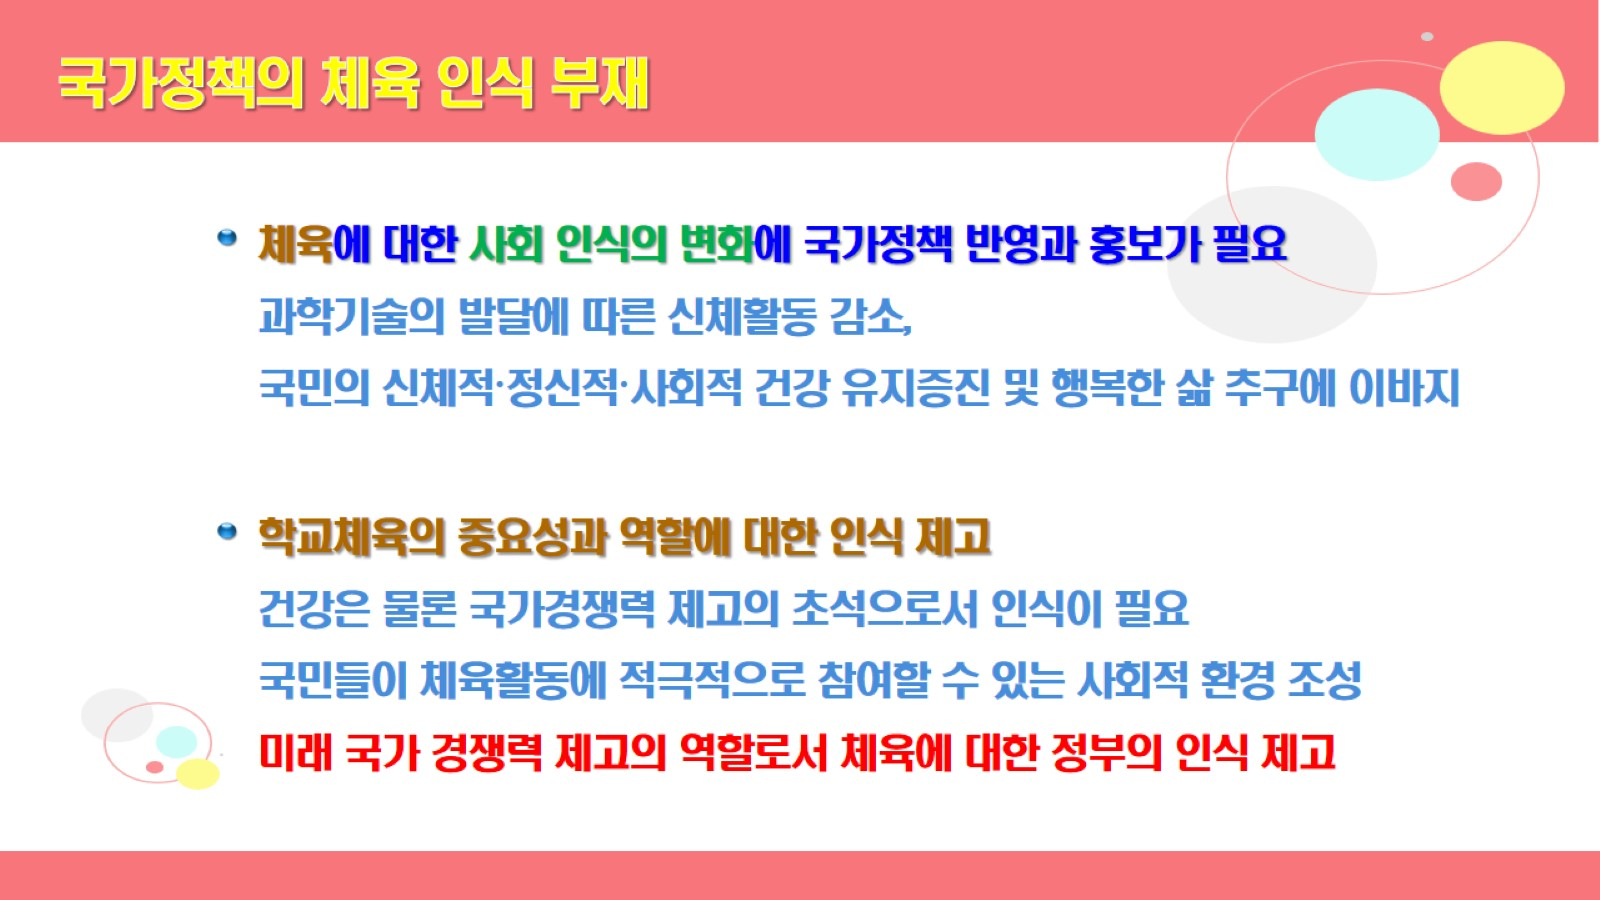 국가정책의 체육 인식 부재
체육에 대한 사회 인식의 변화에 국가정책 반영과 홍보가 필요
과학기술의 발달에 따른 신체활동 감소,
국민의 신체적·정신적·사회적 건강 유지증진 및 행복한 삶 추구에 이바지
학교체육의 중요성과 역할에 대한 인식 제고
건강은 물론 국가경쟁력 제고의 초석으로서 인식이 필요
국민들이 체육활동에 적극적으로 참여할 수 있는 사회적 환경 조성
미래 국가 경쟁력 제고의 역할로서 체육에 대한 정부의 인식 제고